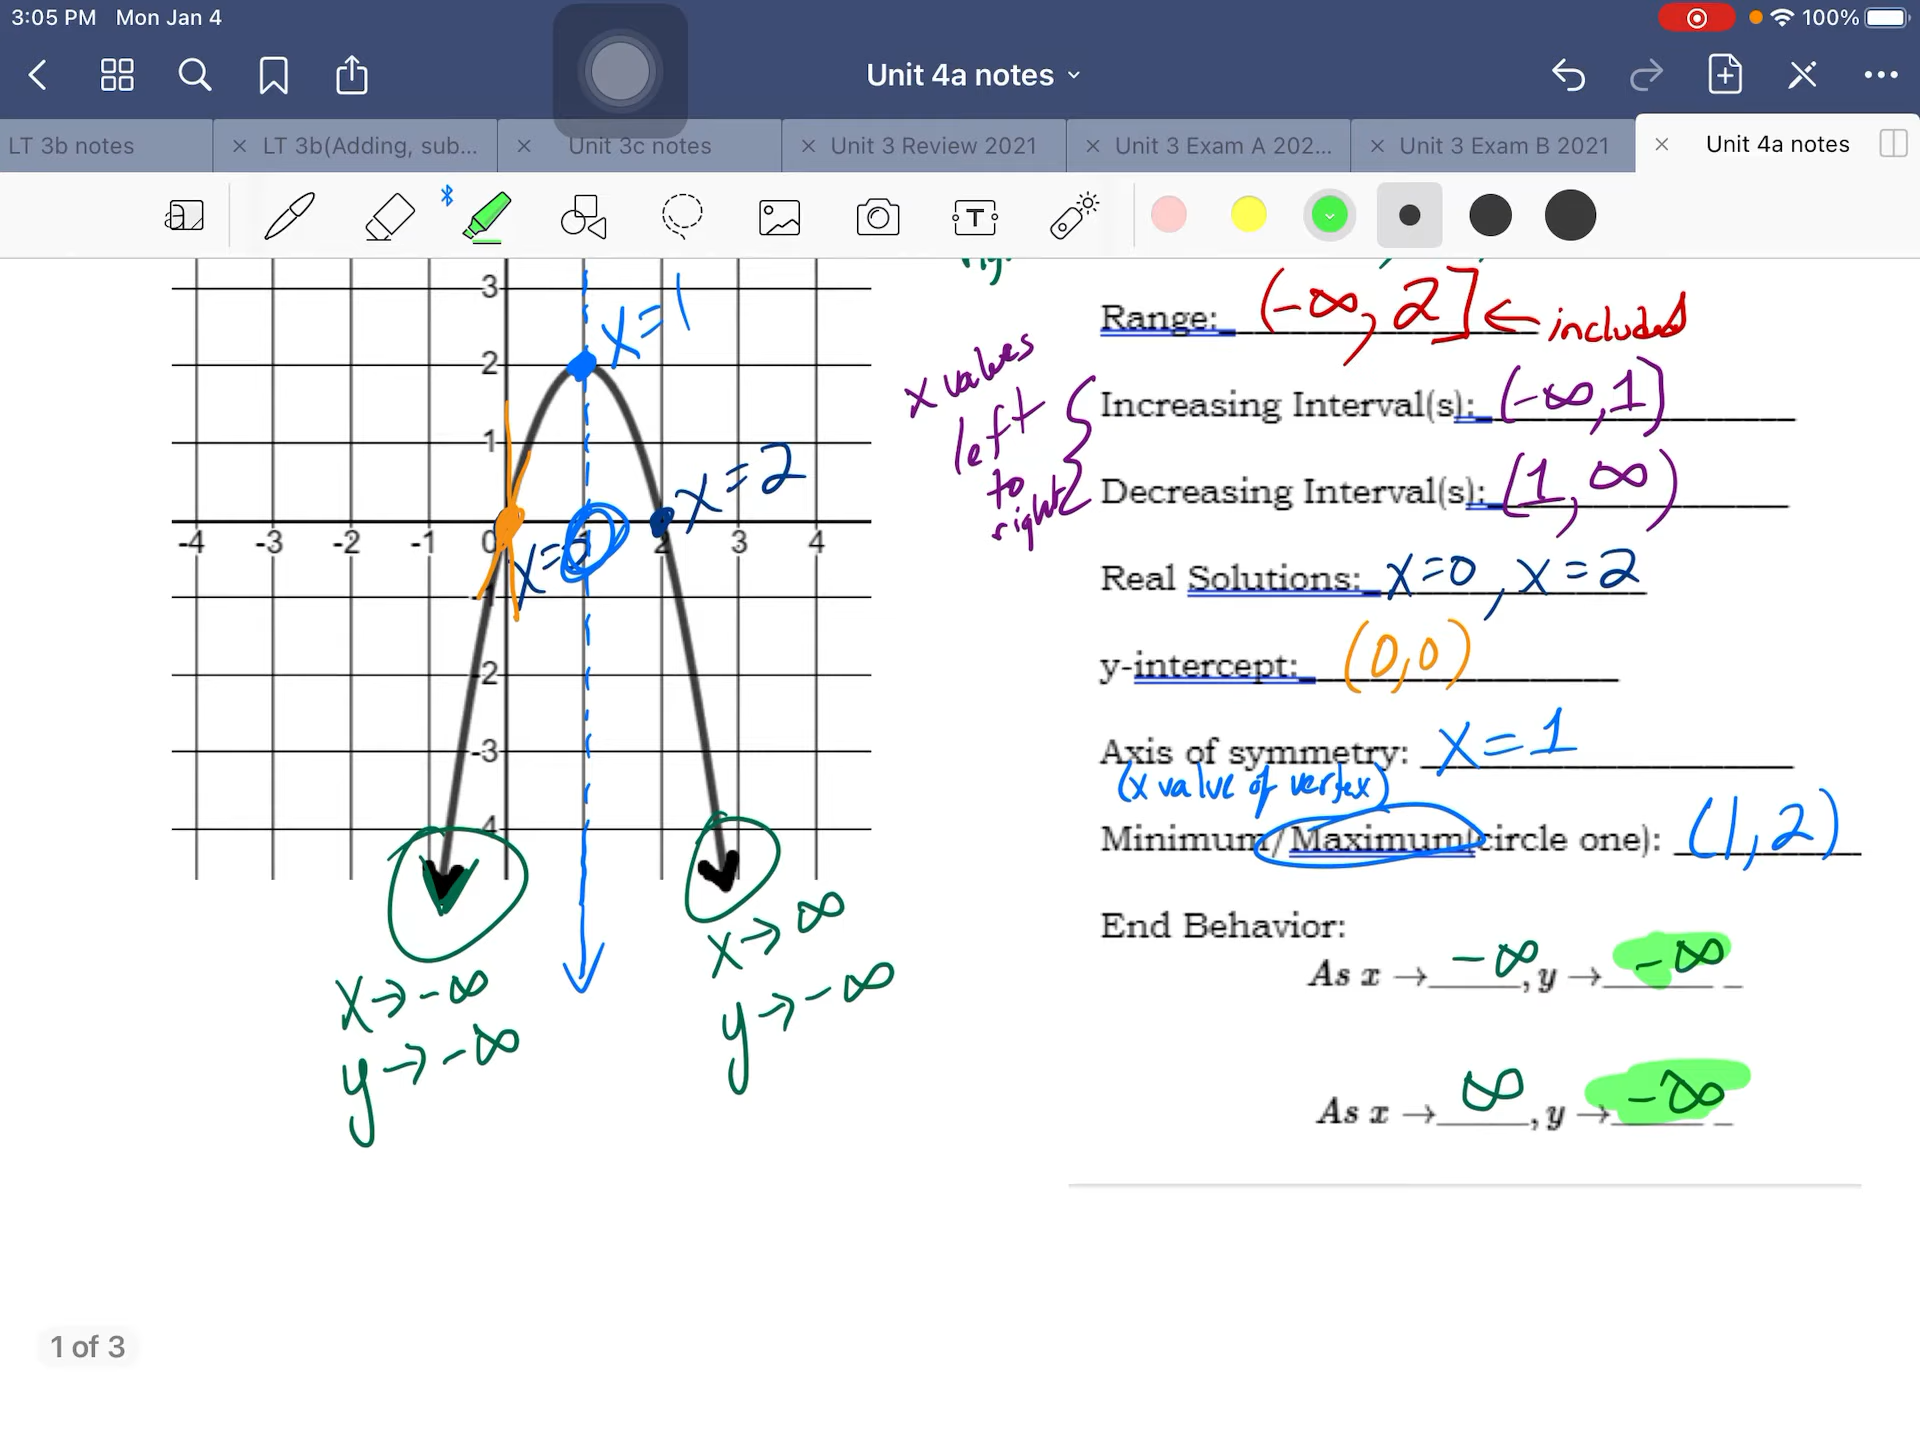 3:05 PM Mon Jan 4
100%
Unit 4a notes
LT 3b notes
LT 3b(Adding, sub...
Unit 3c notes
Unit 3 Review 2021
Unit 3 Exam A 202...
Unit 3 Exam B 2021
Unit 4a notes
3
2
1
-4 -3 -2 -1 0 2 3 4
-2
-3
x=1
x=2
x→-∞
y→-∞
x→∞
y→-∞
x values
left
to
right
Range: (-∞, 2] ← included
Increasing Interval(s): (-∞,1)
Decreasing Interval(s): (1, ∞)
Real Solutions: x=0, x=2
y-intercept: (0,0)
Axis of symmetry: x=1
(x value of vertex)
Minimum/Maximum(circle one): (1,2)
End Behavior:
As x → -∞, y → -∞
As x → ∞, y → -∞
1 of 3